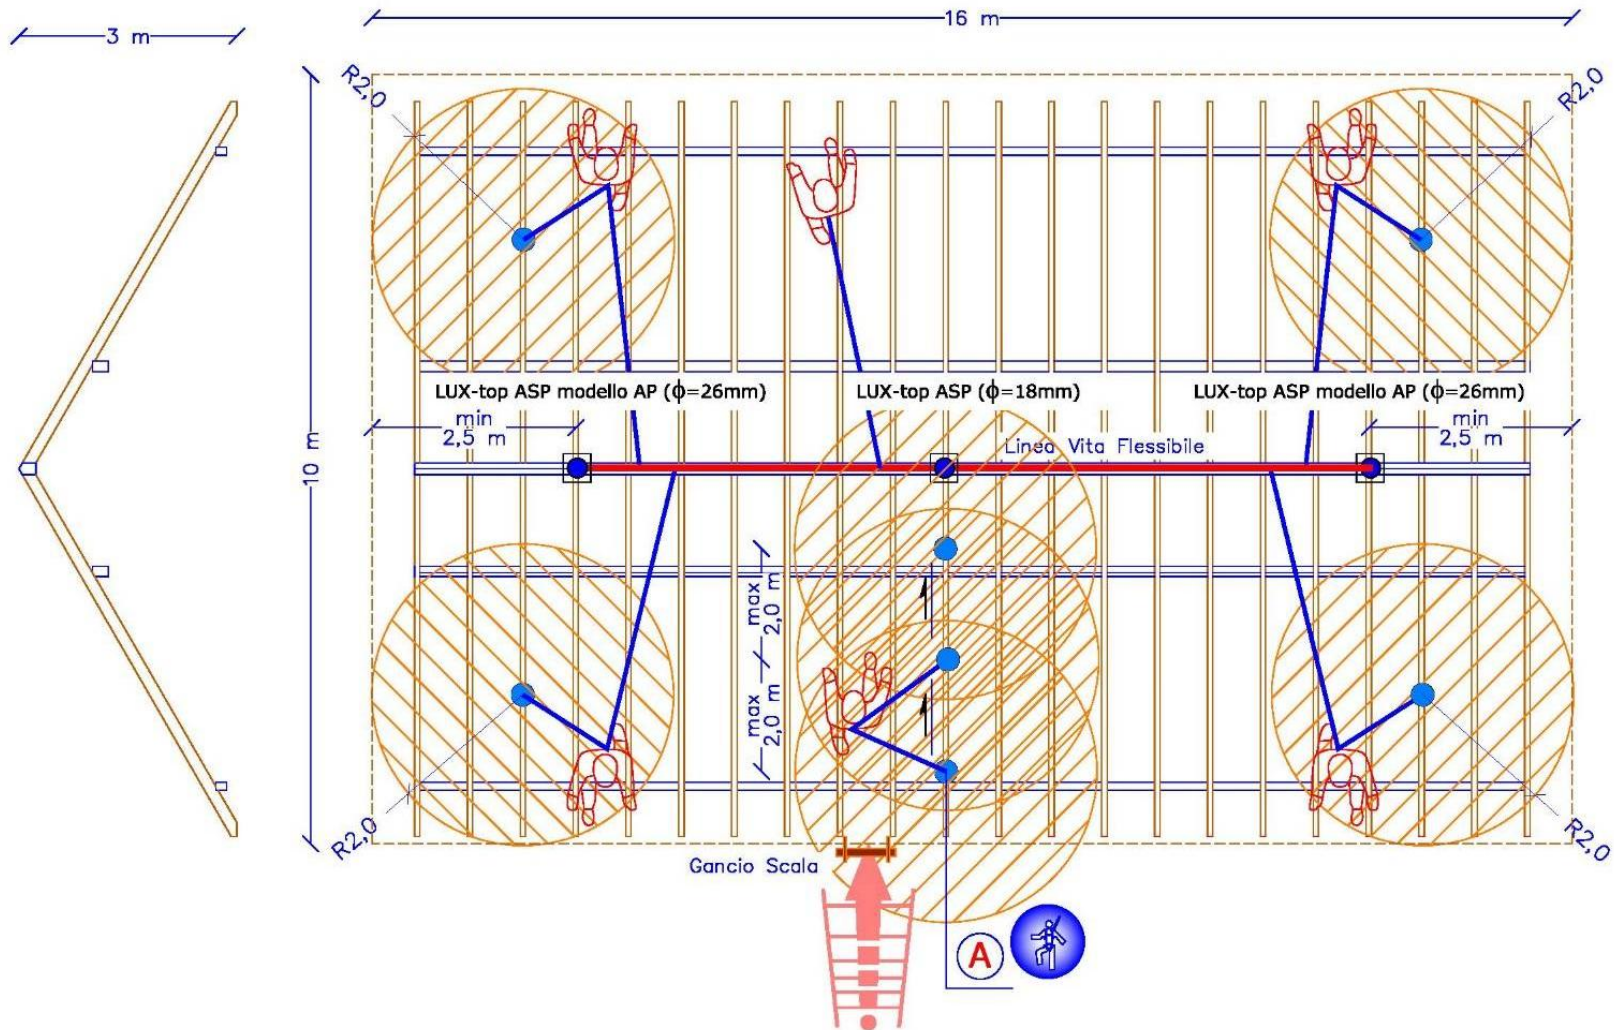 16 m
3 m
R2,0
R2,0
LUX-top ASP modello AP (ϕ=26mm)
LUX-top ASP (ϕ=18mm)
LUX-top ASP modello AP (ϕ=26mm)
min
2,5 m
min
2,5 m
10 m
Linea Vita Flessibile
max
2,0 m
max
2,0 m
R2,0
R2,0
Gancio Scala
A